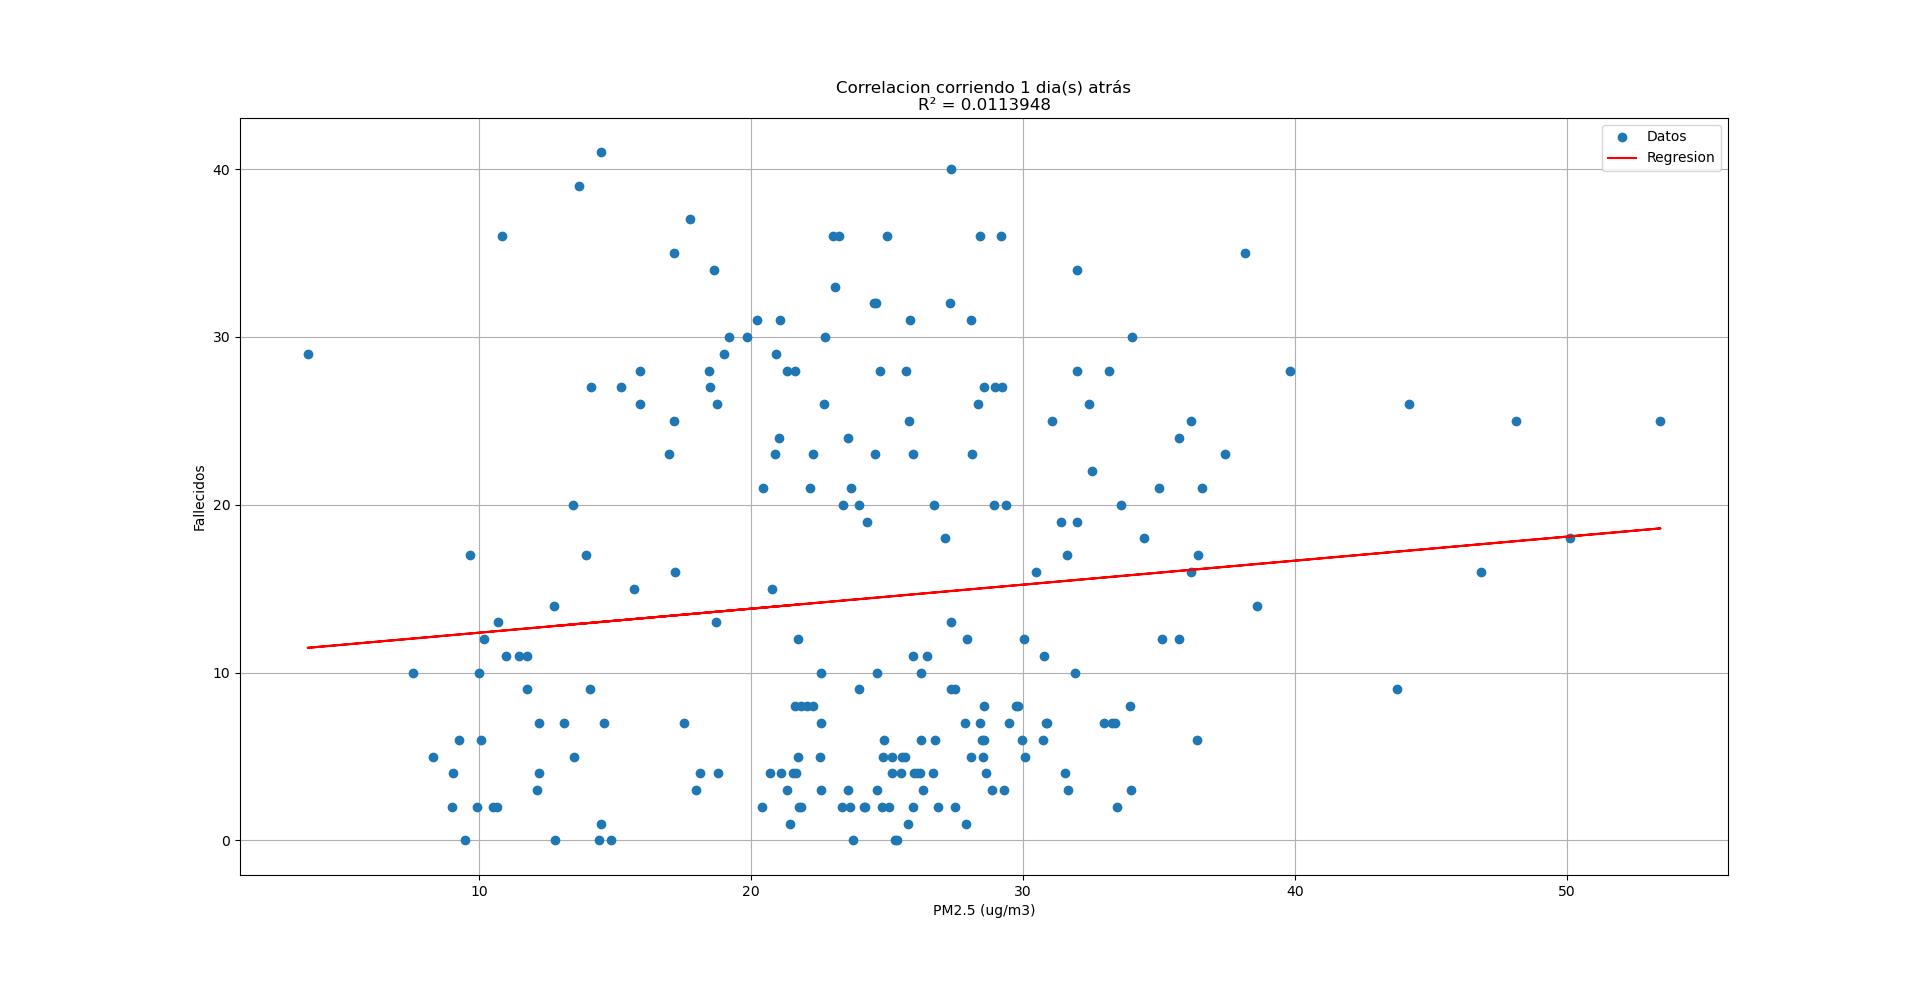 Correlacion corriendo 1 dia(s) atrás
R² = 0.0113948
Datos
Regresion
40
30
20
10
0
Fallecidos
10 20 30 40 50
PM2.5 (ug/m3)